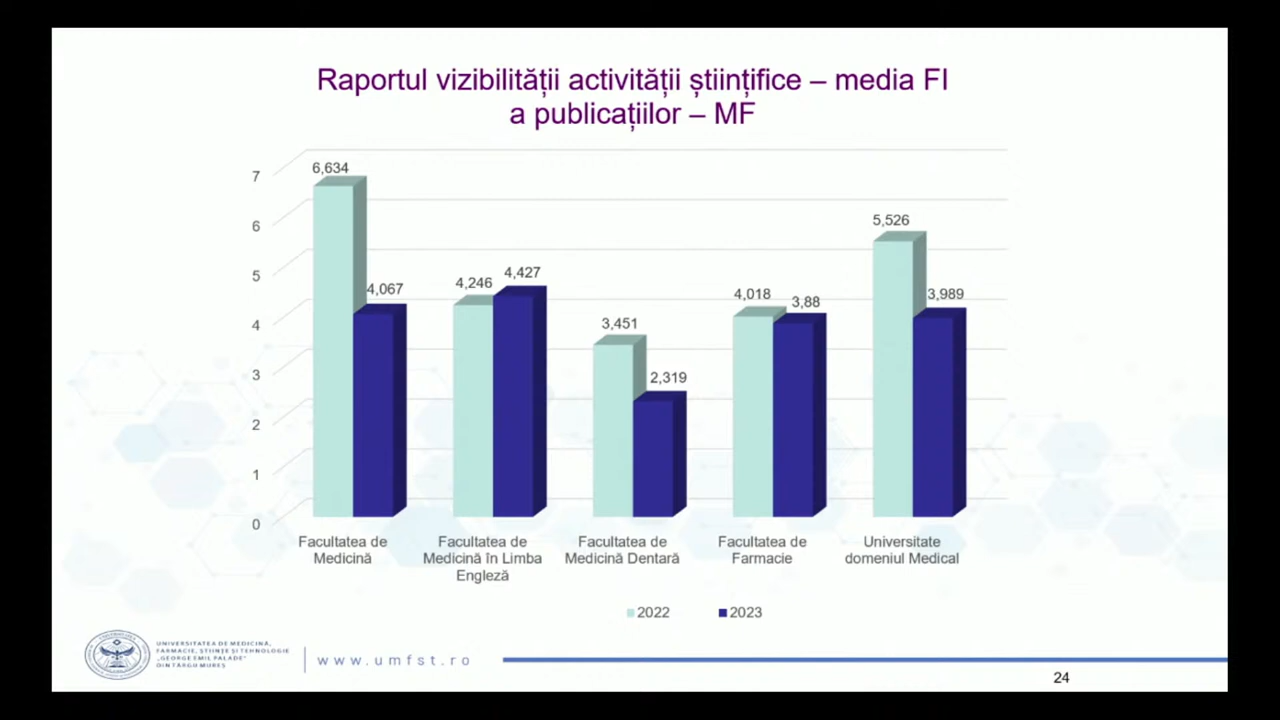 Raportul vizibilității activității științifice – media FI
a publicațiilor – MF
7
6
5
4
3
2
1
0
6,634
4,067
4,246
4,427
3,451
2,319
4,018
3,88
5,526
3,989
Facultatea de
Medicină
Facultatea de
Medicină în Limba
Engleză
Facultatea de
Medicină Dentară
Facultatea de
Farmacie
Universitate
domeniul Medical
2022
2023
UNIVERSITATEA DE MEDICINĂ,
FARMACIE, ȘTIINȚE ȘI TEHNOLOGIE
„GEORGE EMIL PALADE”
DIN TÂRGU MUREȘ
www.umfst.ro
24